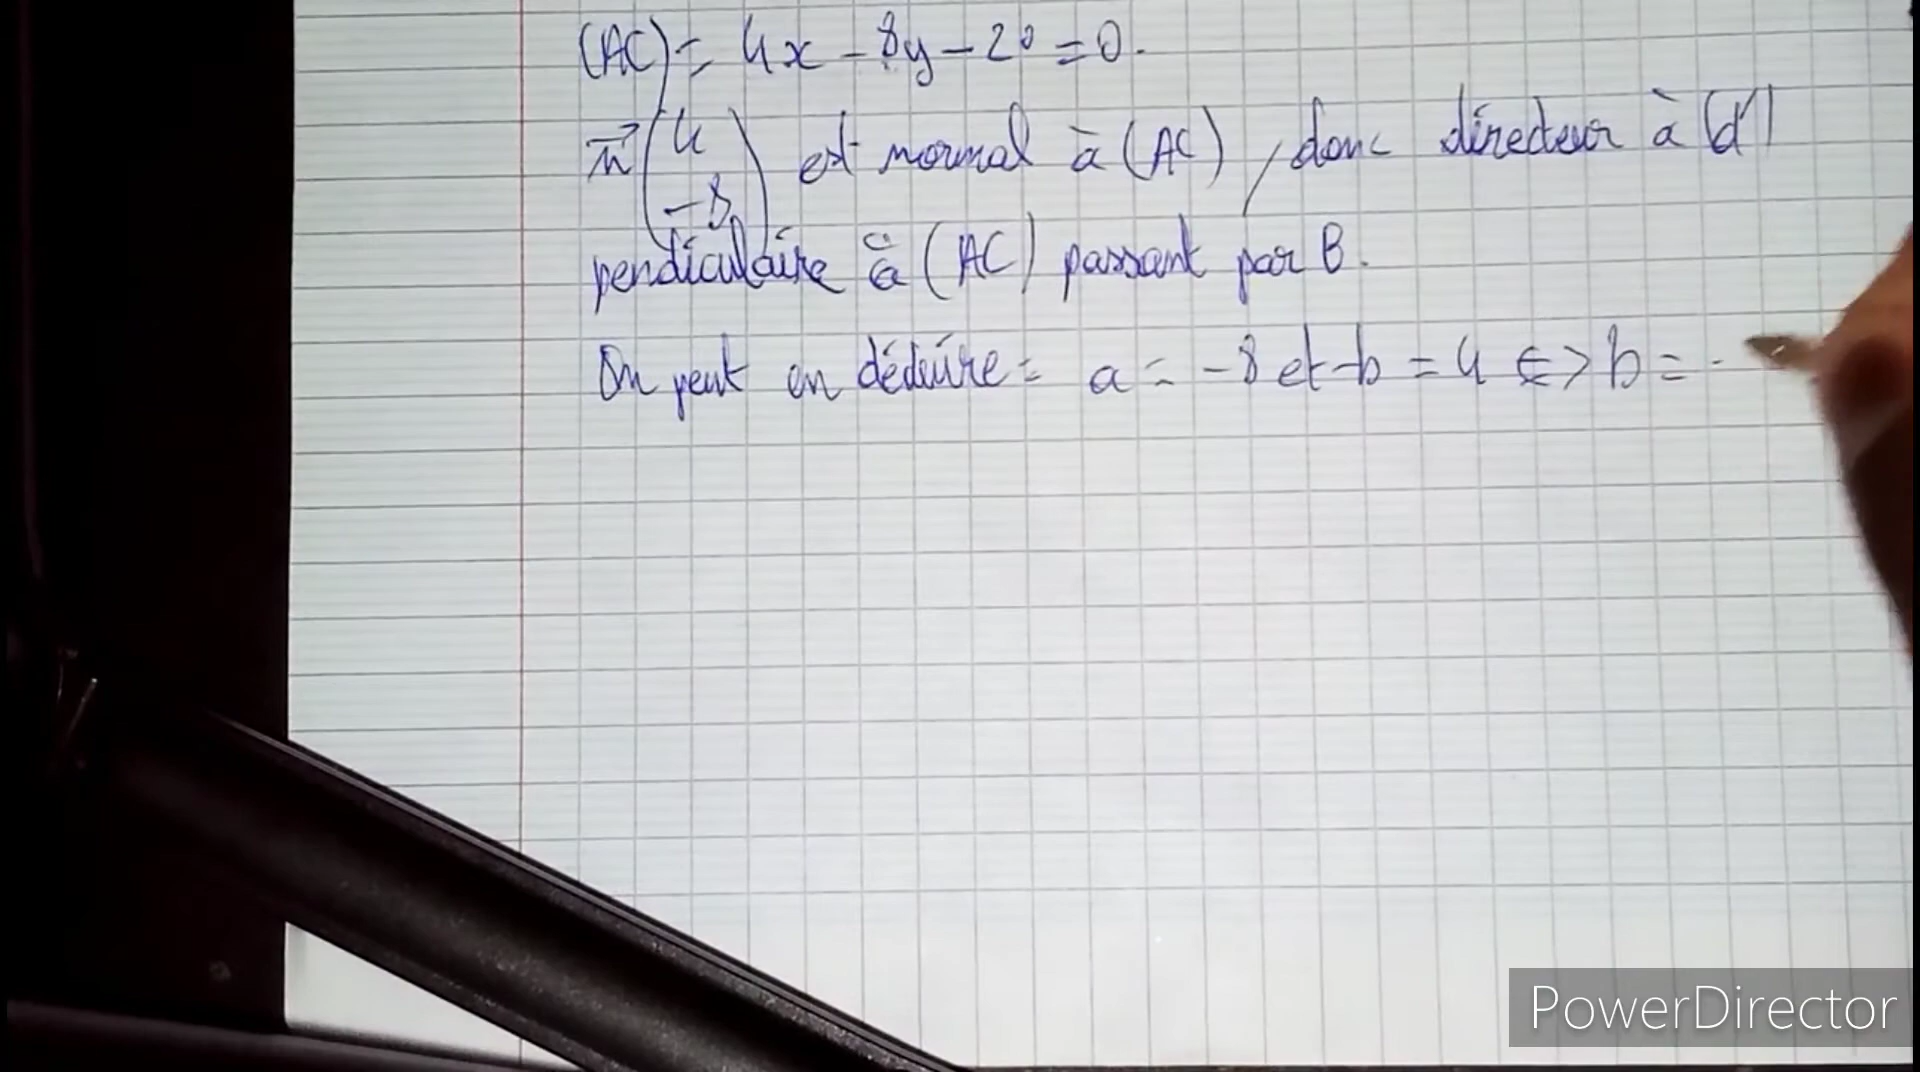 (AC) = 4x - 8y - 20 = 0.
n⃗ (4 -8) est normal à (AC), donc directeur à (d')
pendiculaire à (AC) passant par B.
On peut en déduire = a = -8 et -b = 4 <=> b = -
PowerDirector